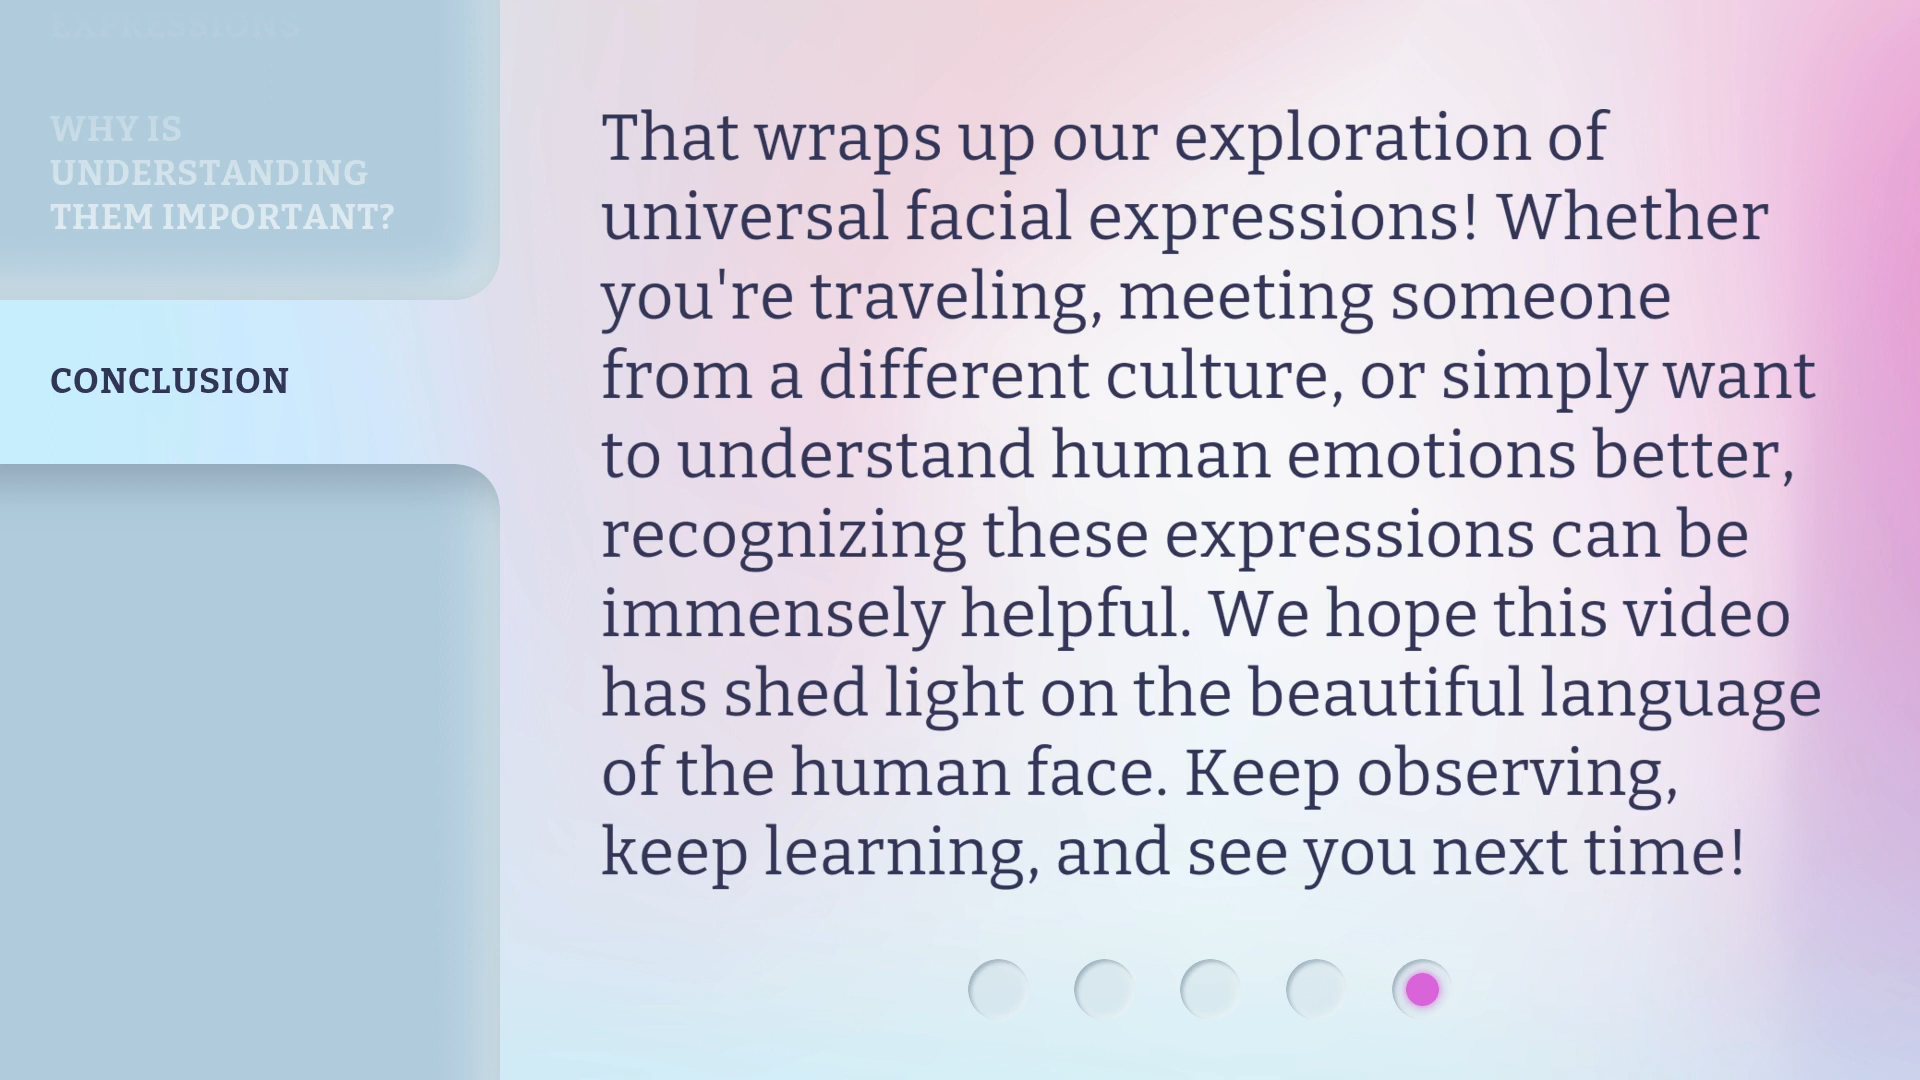 EXPRESSIONS
WHY IS
UNDERSTANDING
THEM IMPORTANT?
CONCLUSION
That wraps up our exploration of
universal facial expressions! Whether
you're traveling, meeting someone
from a different culture, or simply want
to understand human emotions better,
recognizing these expressions can be
immensely helpful. We hope this video
has shed light on the beautiful language
of the human face. Keep observing,
keep learning, and see you next time!